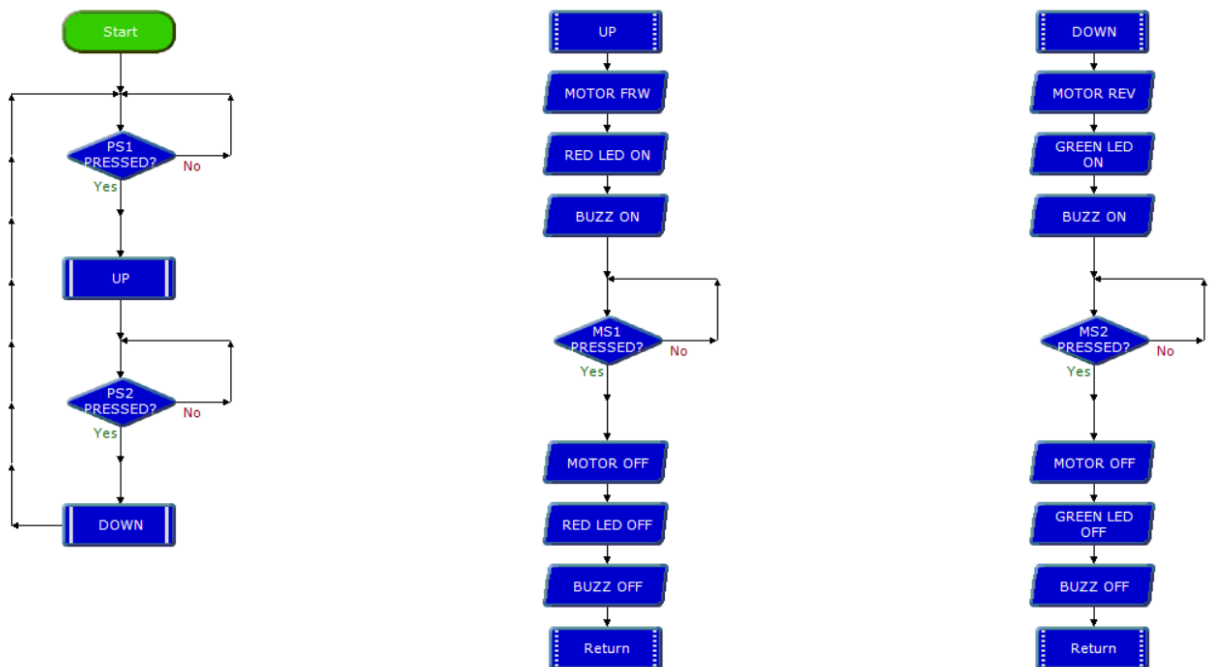 Start
PS1
PRESSED?
No
Yes
UP
PS2
PRESSED?
No
Yes
DOWN
UP
MOTOR FRW
RED LED ON
BUZZ ON
MS1
PRESSED?
No
Yes
MOTOR OFF
RED LED OFF
BUZZ OFF
Return
DOWN
MOTOR REV
GREEN LED
ON
BUZZ ON
MS2
PRESSED?
No
Yes
MOTOR OFF
GREEN LED
OFF
BUZZ OFF
Return